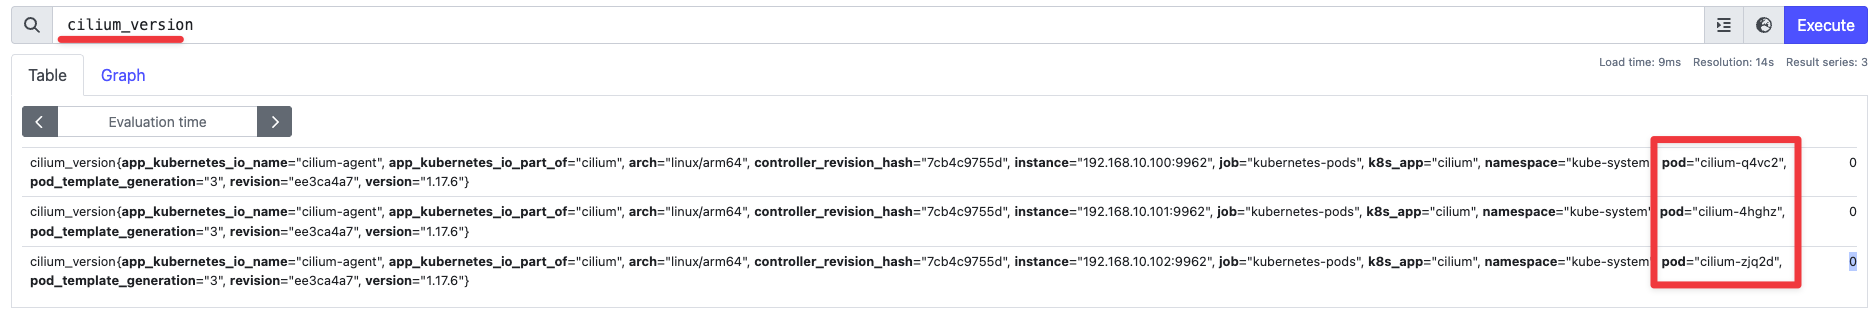 cilium_version
Execute
Table
Graph
Load time: 9ms Resolution: 14s Result series: 3
Evaluation time
cilium_version{app_kubernetes_io_name="cilium-agent", app_kubernetes_io_part_of="cilium", arch="linux/arm64", controller_revision_hash="7cb4c9755d", instance="192.168.10.100:9962", job="kubernetes-pods", k8s_app="cilium", namespace="kube-system" pod="cilium-q4vc2", 0
pod_template_generation="3", revision="ee3ca4a7", version="1.17.6"}
cilium_version{app_kubernetes_io_name="cilium-agent", app_kubernetes_io_part_of="cilium", arch="linux/arm64", controller_revision_hash="7cb4c9755d", instance="192.168.10.101:9962", job="kubernetes-pods", k8s_app="cilium", namespace="kube-system" pod="cilium-4hghz", 0
pod_template_generation="3", revision="ee3ca4a7", version="1.17.6"}
cilium_version{app_kubernetes_io_name="cilium-agent", app_kubernetes_io_part_of="cilium", arch="linux/arm64", controller_revision_hash="7cb4c9755d", instance="192.168.10.102:9962", job="kubernetes-pods", k8s_app="cilium", namespace="kube-system" pod="cilium-zjq2d", 0
pod_template_generation="3", revision="ee3ca4a7", version="1.17.6"}